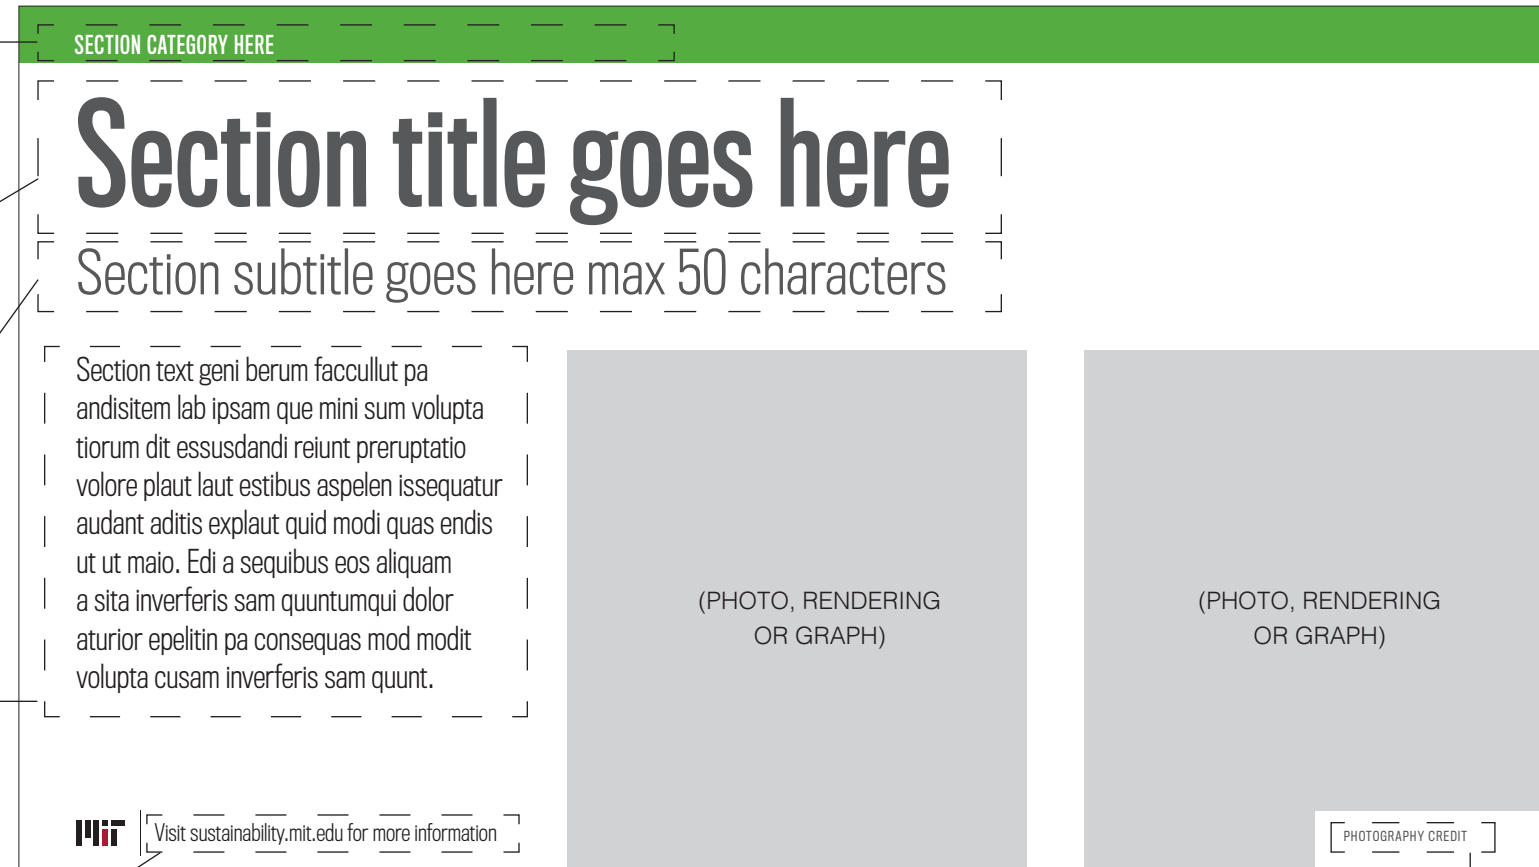 SECTION CATEGORY HERE
Section title goes here
Section subtitle goes here max 50 characters
Section text geni berum faccullut pa
andisitem lab ipsam que mini sum volupta
tiorum dit essusdandi reiunt preruptatio
volore plaut laut estibus aspelen issequatur
audant aditis explaut quid modi quas endis
ut ut maio. Edi a sequibus eos aliquam
a sita inverferis sam quuntumqui dolor
aturior epelitin pa consequas mod modit
volupta cusam inverferis sam quunt.
(PHOTO, RENDERING
OR GRAPH)
(PHOTO, RENDERING
OR GRAPH)
MIT
Visit sustainability.mit.edu for more information
PHOTOGRAPHY CREDIT